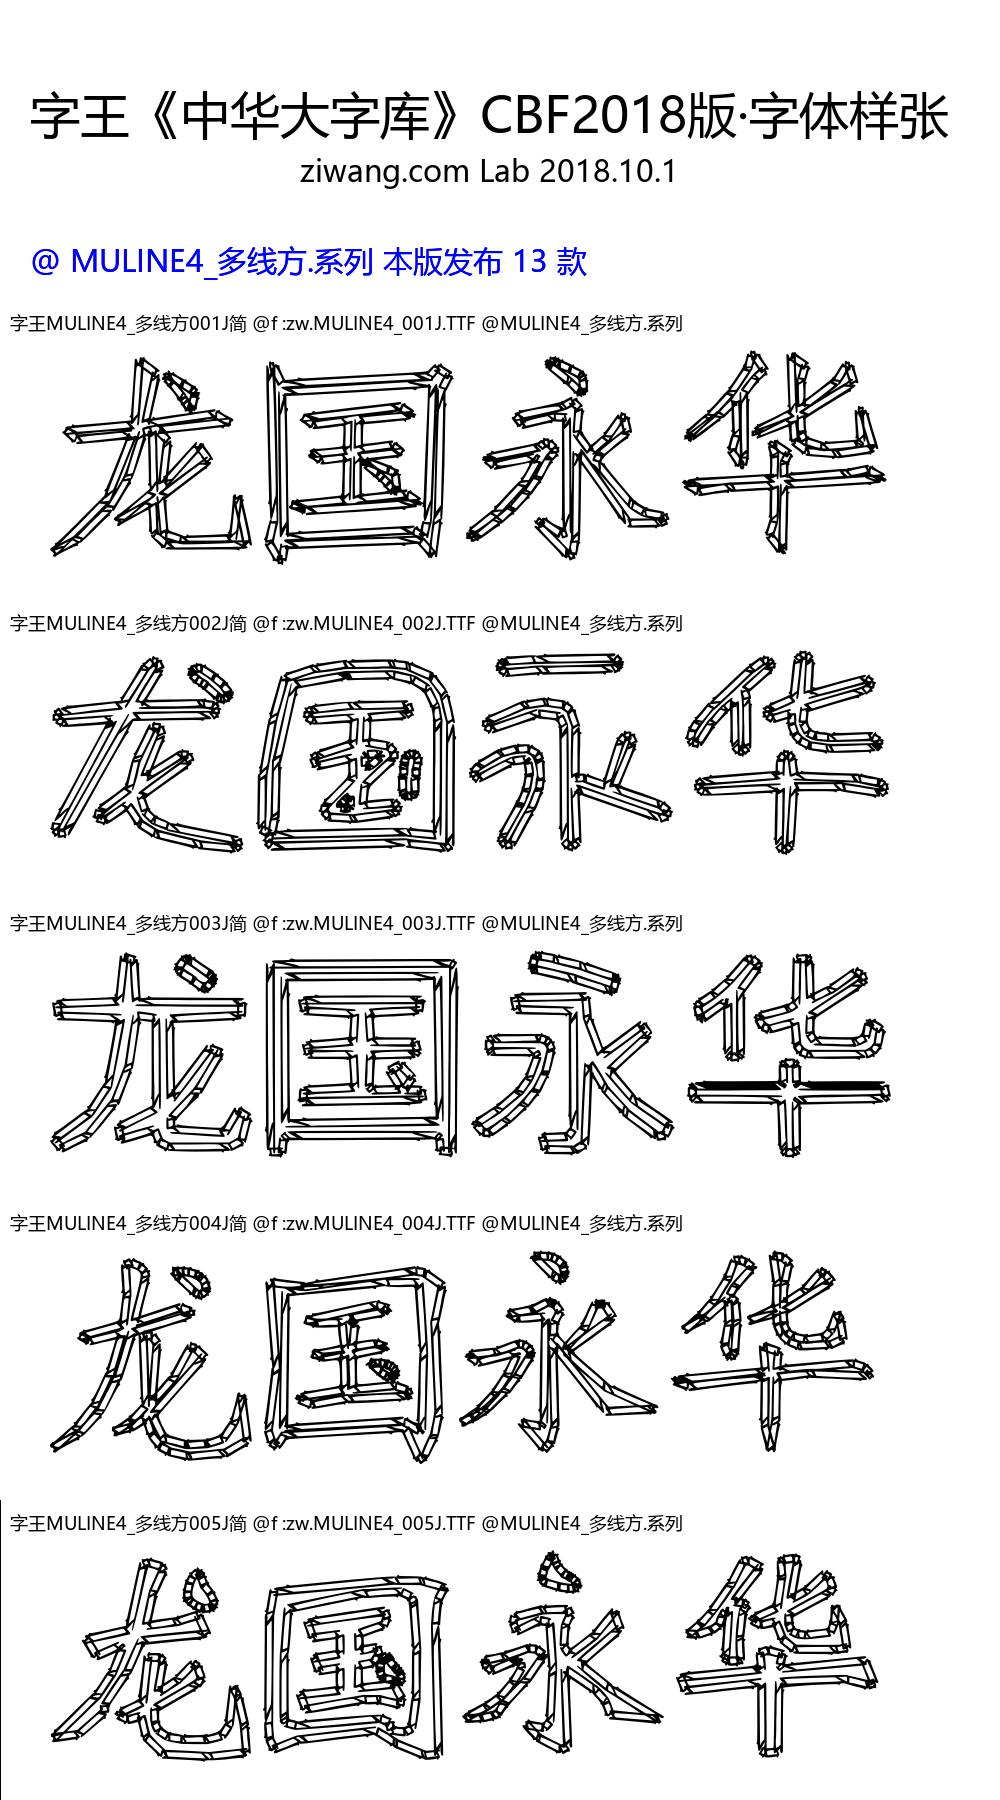 字王《中华大字库》CBF2018版·字体样张
ziwang.com Lab 2018.10.1
@ MULINE4_多线方.系列 本版发布 13 款
字王MULINE4_多线方001J简 @f :zw.MULINE4_001J.TTF @MULINE4_多线方.系列
龙国永华
字王MULINE4_多线方002J简 @f :zw.MULINE4_002J.TTF @MULINE4_多线方.系列
龙国永华
字王MULINE4_多线方003J简 @f :zw.MULINE4_003J.TTF @MULINE4_多线方.系列
龙国永华
字王MULINE4_多线方004J简 @f :zw.MULINE4_004J.TTF @MULINE4_多线方.系列
龙国永华
字王MULINE4_多线方005J简 @f :zw.MULINE4_005J.TTF @MULINE4_多线方.系列
龙国永华